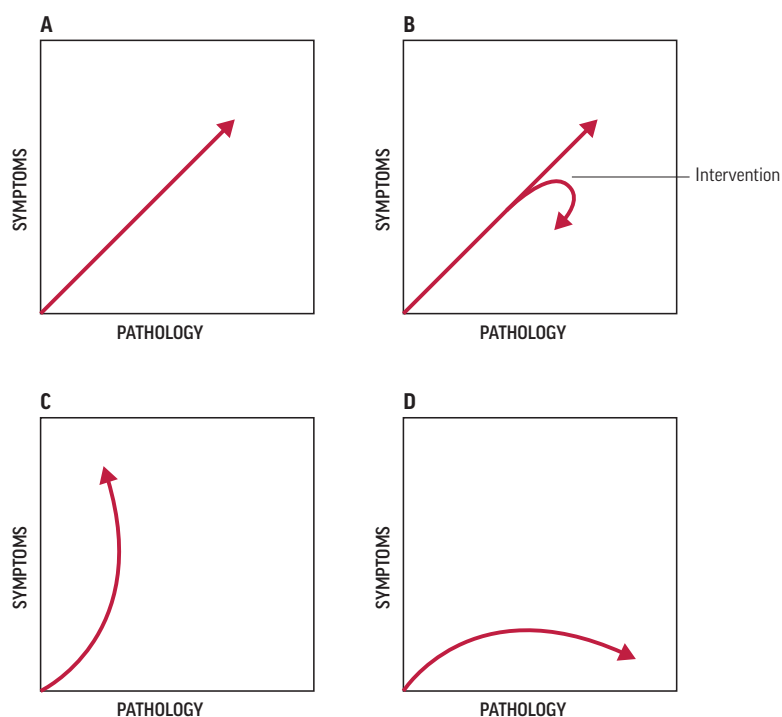 A
B
SYMPTOMS
SYMPTOMS
Intervention
PATHOLOGY
PATHOLOGY
C
D
SYMPTOMS
SYMPTOMS
PATHOLOGY
PATHOLOGY